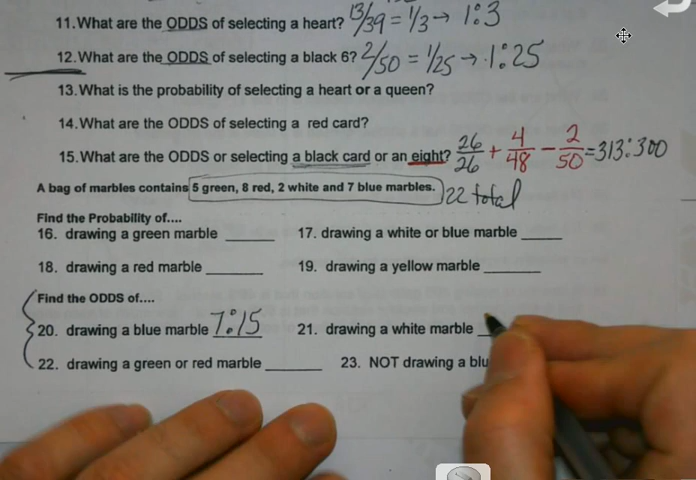 11. What are the ODDS of selecting a heart? 13/39 = 1/3 → 1:3
12. What are the ODDS of selecting a black 6? 2/50 = 1/25 → 1:25
13. What is the probability of selecting a heart or a queen?
14. What are the ODDS of selecting a red card?
15. What are the ODDS or selecting a black card or an eight? 26/26 + 4/48 - 2/50 = 313:300
A bag of marbles contains 5 green, 8 red, 2 white and 7 blue marbles. 22 total
Find the Probability of....
16. drawing a green marble ______ 17. drawing a white or blue marble _____
18. drawing a red marble _______ 19. drawing a yellow marble _______
Find the ODDS of....
20. drawing a blue marble 7:15 21. drawing a white marble
22. drawing a green or red marble _______ 23. NOT drawing a blu